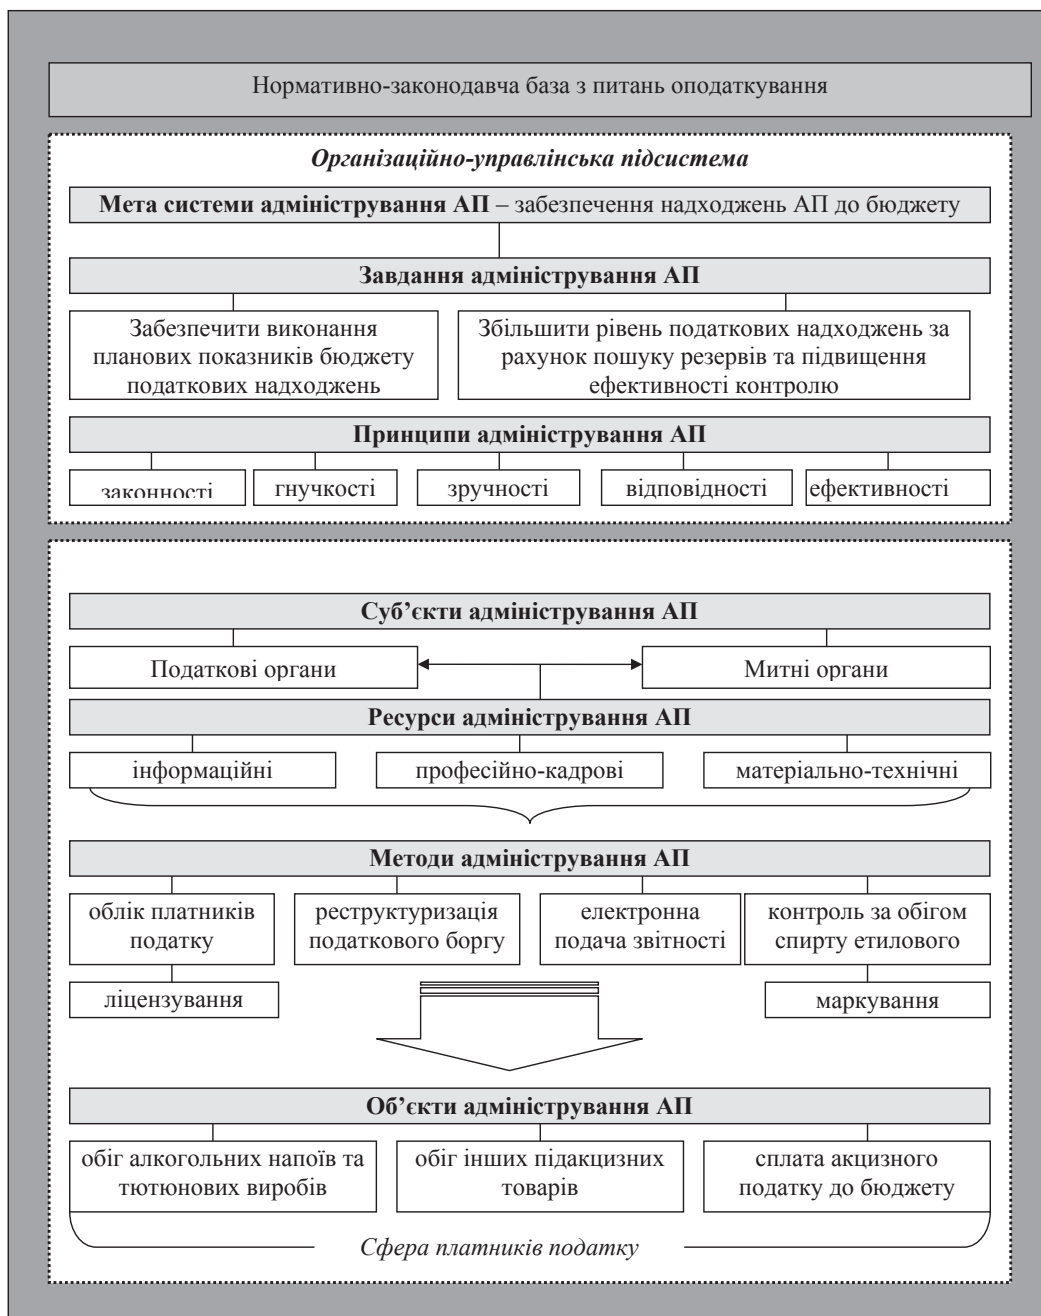 Нормативно-законодавча база з питань оподаткування
Організаційно-управлінська підсистема
Мета системи адміністрування АП – забезпечення надходжень АП до бюджету
Завдання адміністрування АП
Забезпечити виконання
планових показників бюджету
податкових надходжень
Збільшити рівень податкових надходжень за
рахунок пошуку резервів та підвищення
ефективності контролю
Принципи адміністрування АП
законності
гнучкості
зручності
відповідності
ефективності
Суб’єкти адміністрування АП
Податкові органи
Митні органи
Ресурси адміністрування АП
інформаційні
професійно-кадрові
матеріально-технічні
Методи адміністрування АП
облік платників
податку
реструктуризація
податкового боргу
електронна
подача звітності
контроль за обігом
спирту етилового
ліцензування
маркування
Об’єкти адміністрування АП
обіг алкогольних напоїв та
тютюнових виробів
обіг інших підакцизних
товарів
сплата акцизного
податку до бюджету
Сфера платників податку